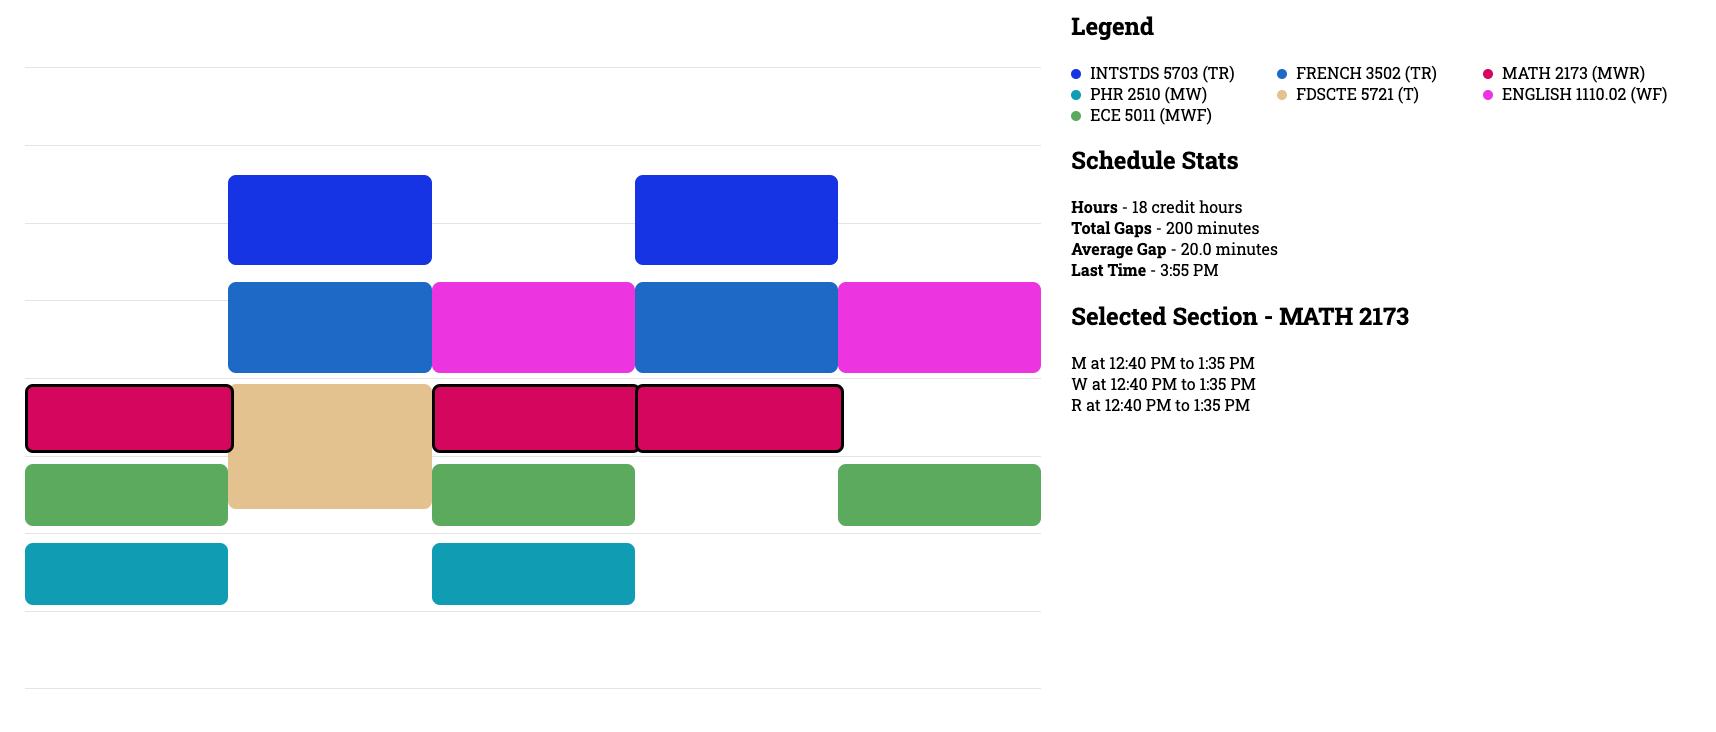 Legend
INTSTDS 5703 (TR) FRENCH 3502 (TR) MATH 2173 (MWR)
PHR 2510 (MW) FDSCTE 5721 (T) ENGLISH 1110.02 (WF)
ECE 5011 (MWF)
Schedule Stats
Hours - 18 credit hours
Total Gaps - 200 minutes
Average Gap - 20.0 minutes
Last Time - 3:55 PM
Selected Section - MATH 2173
M at 12:40 PM to 1:35 PM
W at 12:40 PM to 1:35 PM
R at 12:40 PM to 1:35 PM